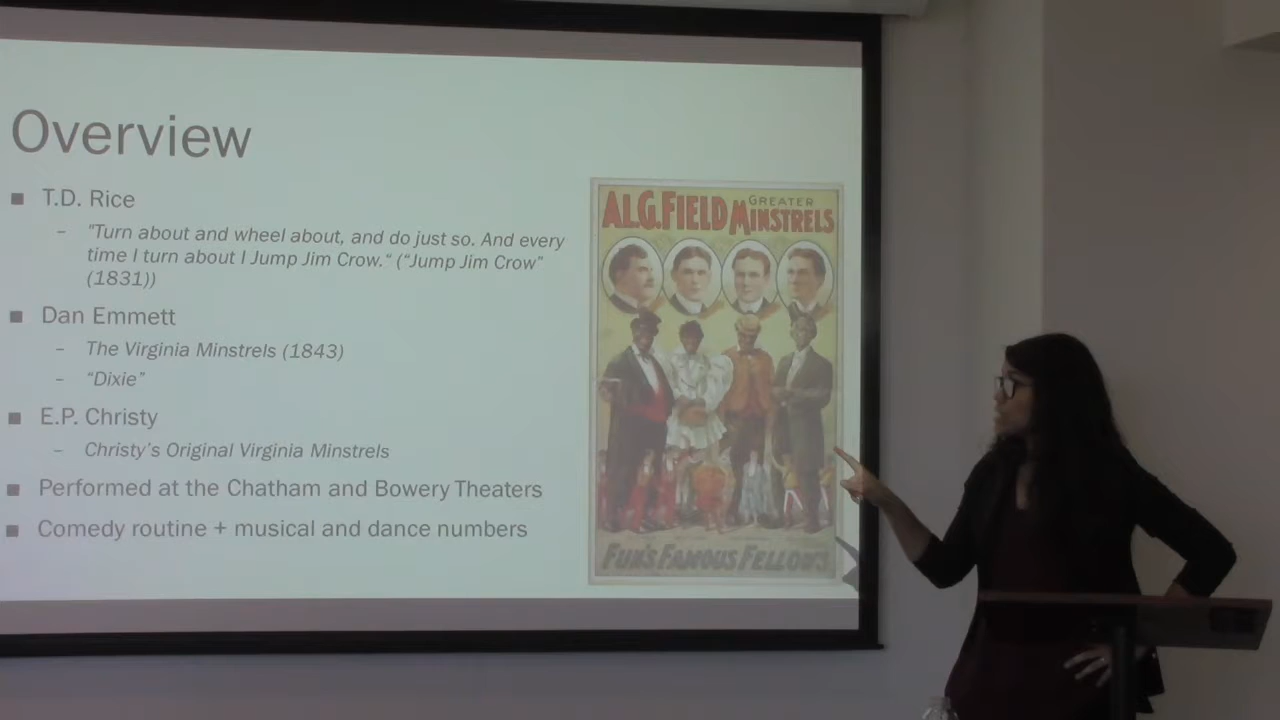 Overview
■ T.D. Rice
– "Turn about and wheel about, and do just so. And every
time I turn about I Jump Jim Crow." ("Jump Jim Crow"
(1831))
■ Dan Emmett
– The Virginia Minstrels (1843)
– "Dixie"
■ E.P. Christy
– Christy's Original Virginia Minstrels
■ Performed at the Chatham and Bowery Theaters
■ Comedy routine + musical and dance numbers
AL.G.FIELD GREATER MINSTRELS
FUN'S FAMOUS FELLOWS